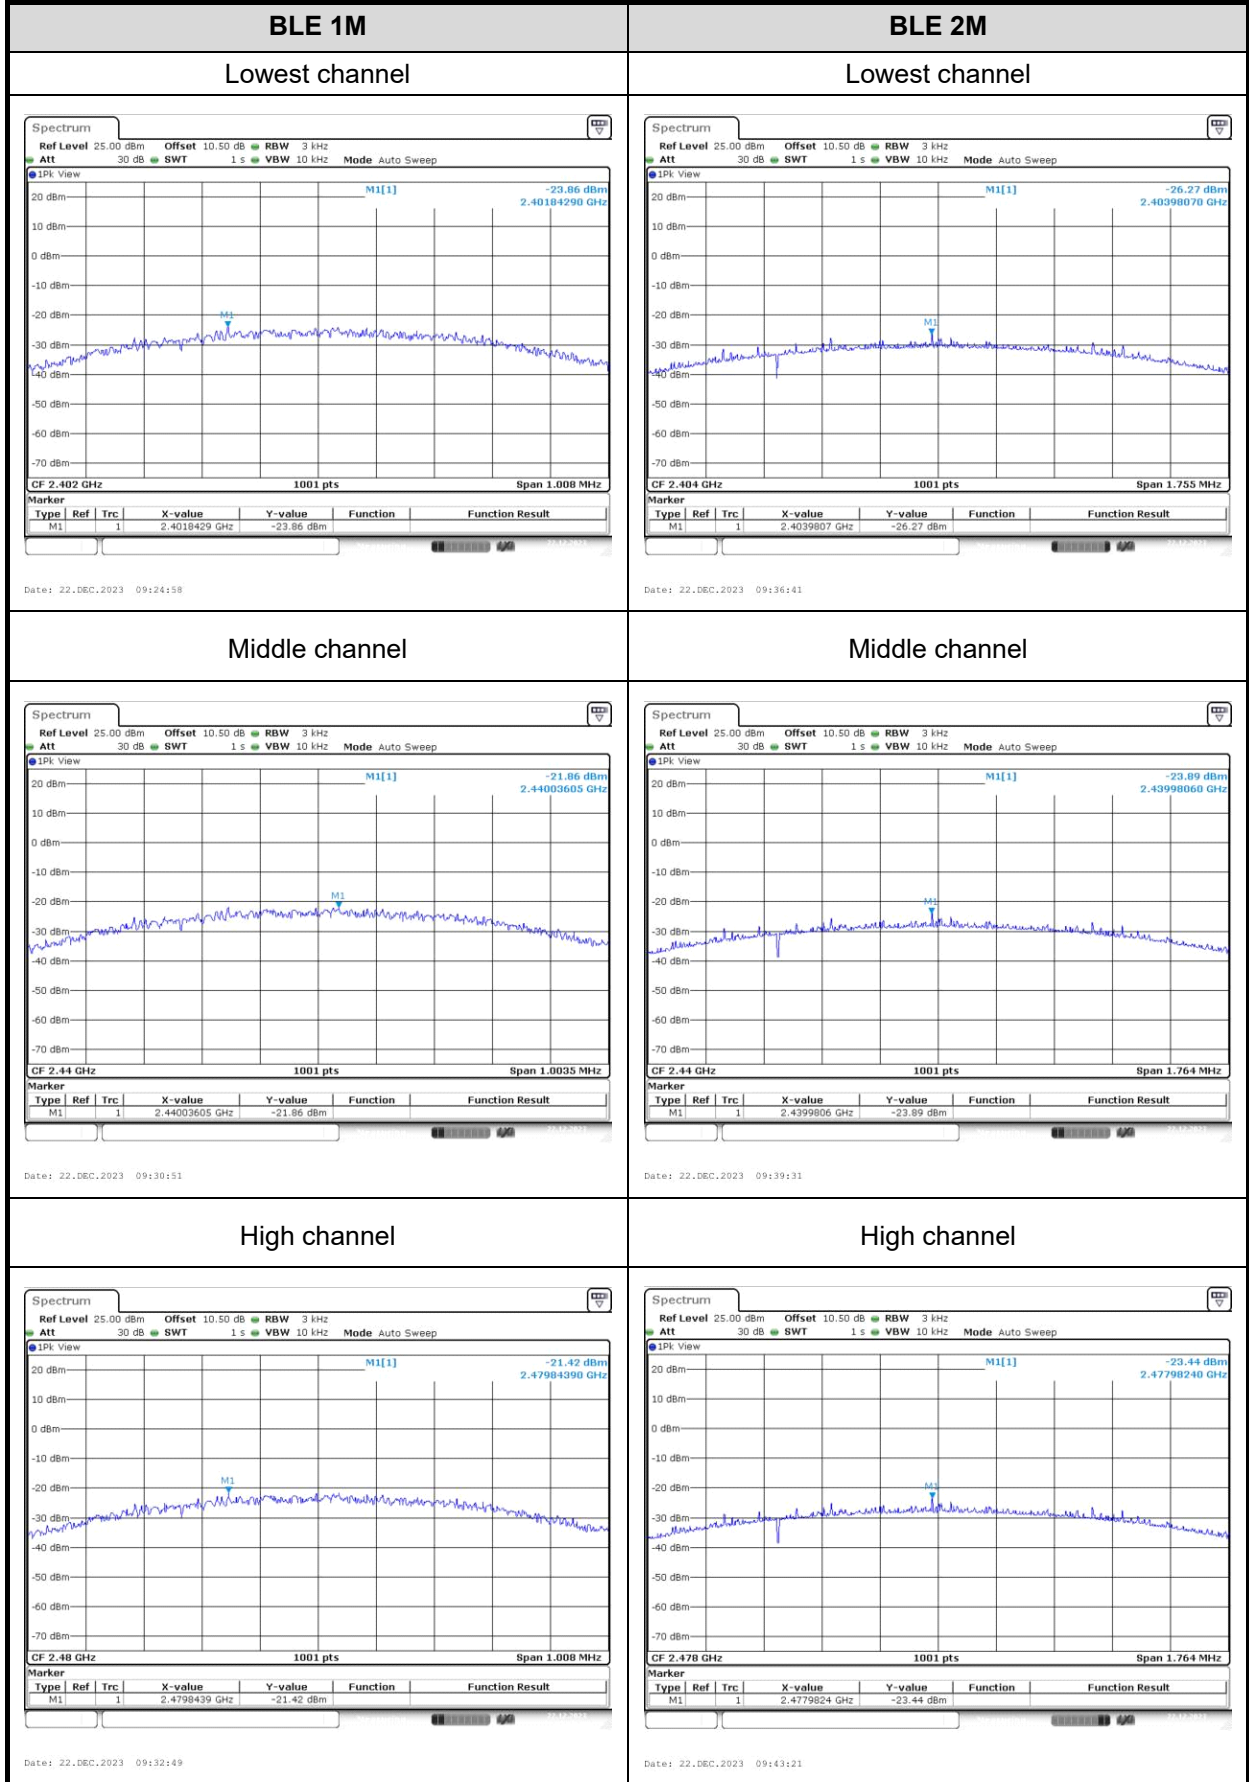 BLE 1M
BLE 2M
Lowest channel
Lowest channel
Spectrum
Ref Level 25.00 dBm Offset 10.50 dB RBW 3 kHz
Att 30 dB SWT 1 s VBW 10 kHz Mode Auto Sweep
1Pk View
M1[1] -23.86 dBm
2.40184290 GHz
20 dBm
10 dBm
0 dBm
-10 dBm
-20 dBm
M1
-30 dBm
-40 dBm
-50 dBm
-60 dBm
-70 dBm
CF 2.402 GHz 1001 pts Span 1.008 MHz
Marker
Type Ref Trc X-value Y-value Function Function Result
M1 1 2.4018429 GHz -23.86 dBm
Date: 22.DEC.2023 09:24:58
Spectrum
Ref Level 25.00 dBm Offset 10.50 dB RBW 3 kHz
Att 30 dB SWT 1 s VBW 10 kHz Mode Auto Sweep
1Pk View
M1[1] -26.27 dBm
2.40398070 GHz
20 dBm
10 dBm
0 dBm
-10 dBm
-20 dBm
M1
-30 dBm
-40 dBm
-50 dBm
-60 dBm
-70 dBm
CF 2.404 GHz 1001 pts Span 1.755 MHz
Marker
Type Ref Trc X-value Y-value Function Function Result
M1 1 2.4039807 GHz -26.27 dBm
Date: 22.DEC.2023 09:36:41
Middle channel
Middle channel
Spectrum
Ref Level 25.00 dBm Offset 10.50 dB RBW 3 kHz
Att 30 dB SWT 1 s VBW 10 kHz Mode Auto Sweep
1Pk View
M1[1] -21.86 dBm
2.44003605 GHz
20 dBm
10 dBm
0 dBm
-10 dBm
M1
-20 dBm
-30 dBm
-40 dBm
-50 dBm
-60 dBm
-70 dBm
CF 2.44 GHz 1001 pts Span 1.0035 MHz
Marker
Type Ref Trc X-value Y-value Function Function Result
M1 1 2.44003605 GHz -21.86 dBm
Date: 22.DEC.2023 09:30:51
Spectrum
Ref Level 25.00 dBm Offset 10.50 dB RBW 3 kHz
Att 30 dB SWT 1 s VBW 10 kHz Mode Auto Sweep
1Pk View
M1[1] -23.89 dBm
2.43998060 GHz
20 dBm
10 dBm
0 dBm
-10 dBm
-20 dBm
M1
-30 dBm
-40 dBm
-50 dBm
-60 dBm
-70 dBm
CF 2.44 GHz 1001 pts Span 1.764 MHz
Marker
Type Ref Trc X-value Y-value Function Function Result
M1 1 2.4399806 GHz -23.89 dBm
Date: 22.DEC.2023 09:39:31
High channel
High channel
Spectrum
Ref Level 25.00 dBm Offset 10.50 dB RBW 3 kHz
Att 30 dB SWT 1 s VBW 10 kHz Mode Auto Sweep
1Pk View
M1[1] -21.42 dBm
2.47984390 GHz
20 dBm
10 dBm
0 dBm
-10 dBm
M1
-20 dBm
-30 dBm
-40 dBm
-50 dBm
-60 dBm
-70 dBm
CF 2.48 GHz 1001 pts Span 1.008 MHz
Marker
Type Ref Trc X-value Y-value Function Function Result
M1 1 2.4798439 GHz -21.42 dBm
Date: 22.DEC.2023 09:32:49
Spectrum
Ref Level 25.00 dBm Offset 10.50 dB RBW 3 kHz
Att 30 dB SWT 1 s VBW 10 kHz Mode Auto Sweep
1Pk View
M1[1] -23.44 dBm
2.47798240 GHz
20 dBm
10 dBm
0 dBm
-10 dBm
-20 dBm
M1
-30 dBm
-40 dBm
-50 dBm
-60 dBm
-70 dBm
CF 2.478 GHz 1001 pts Span 1.764 MHz
Marker
Type Ref Trc X-value Y-value Function Function Result
M1 1 2.4779824 GHz -23.44 dBm
Date: 22.DEC.2023 09:43:21